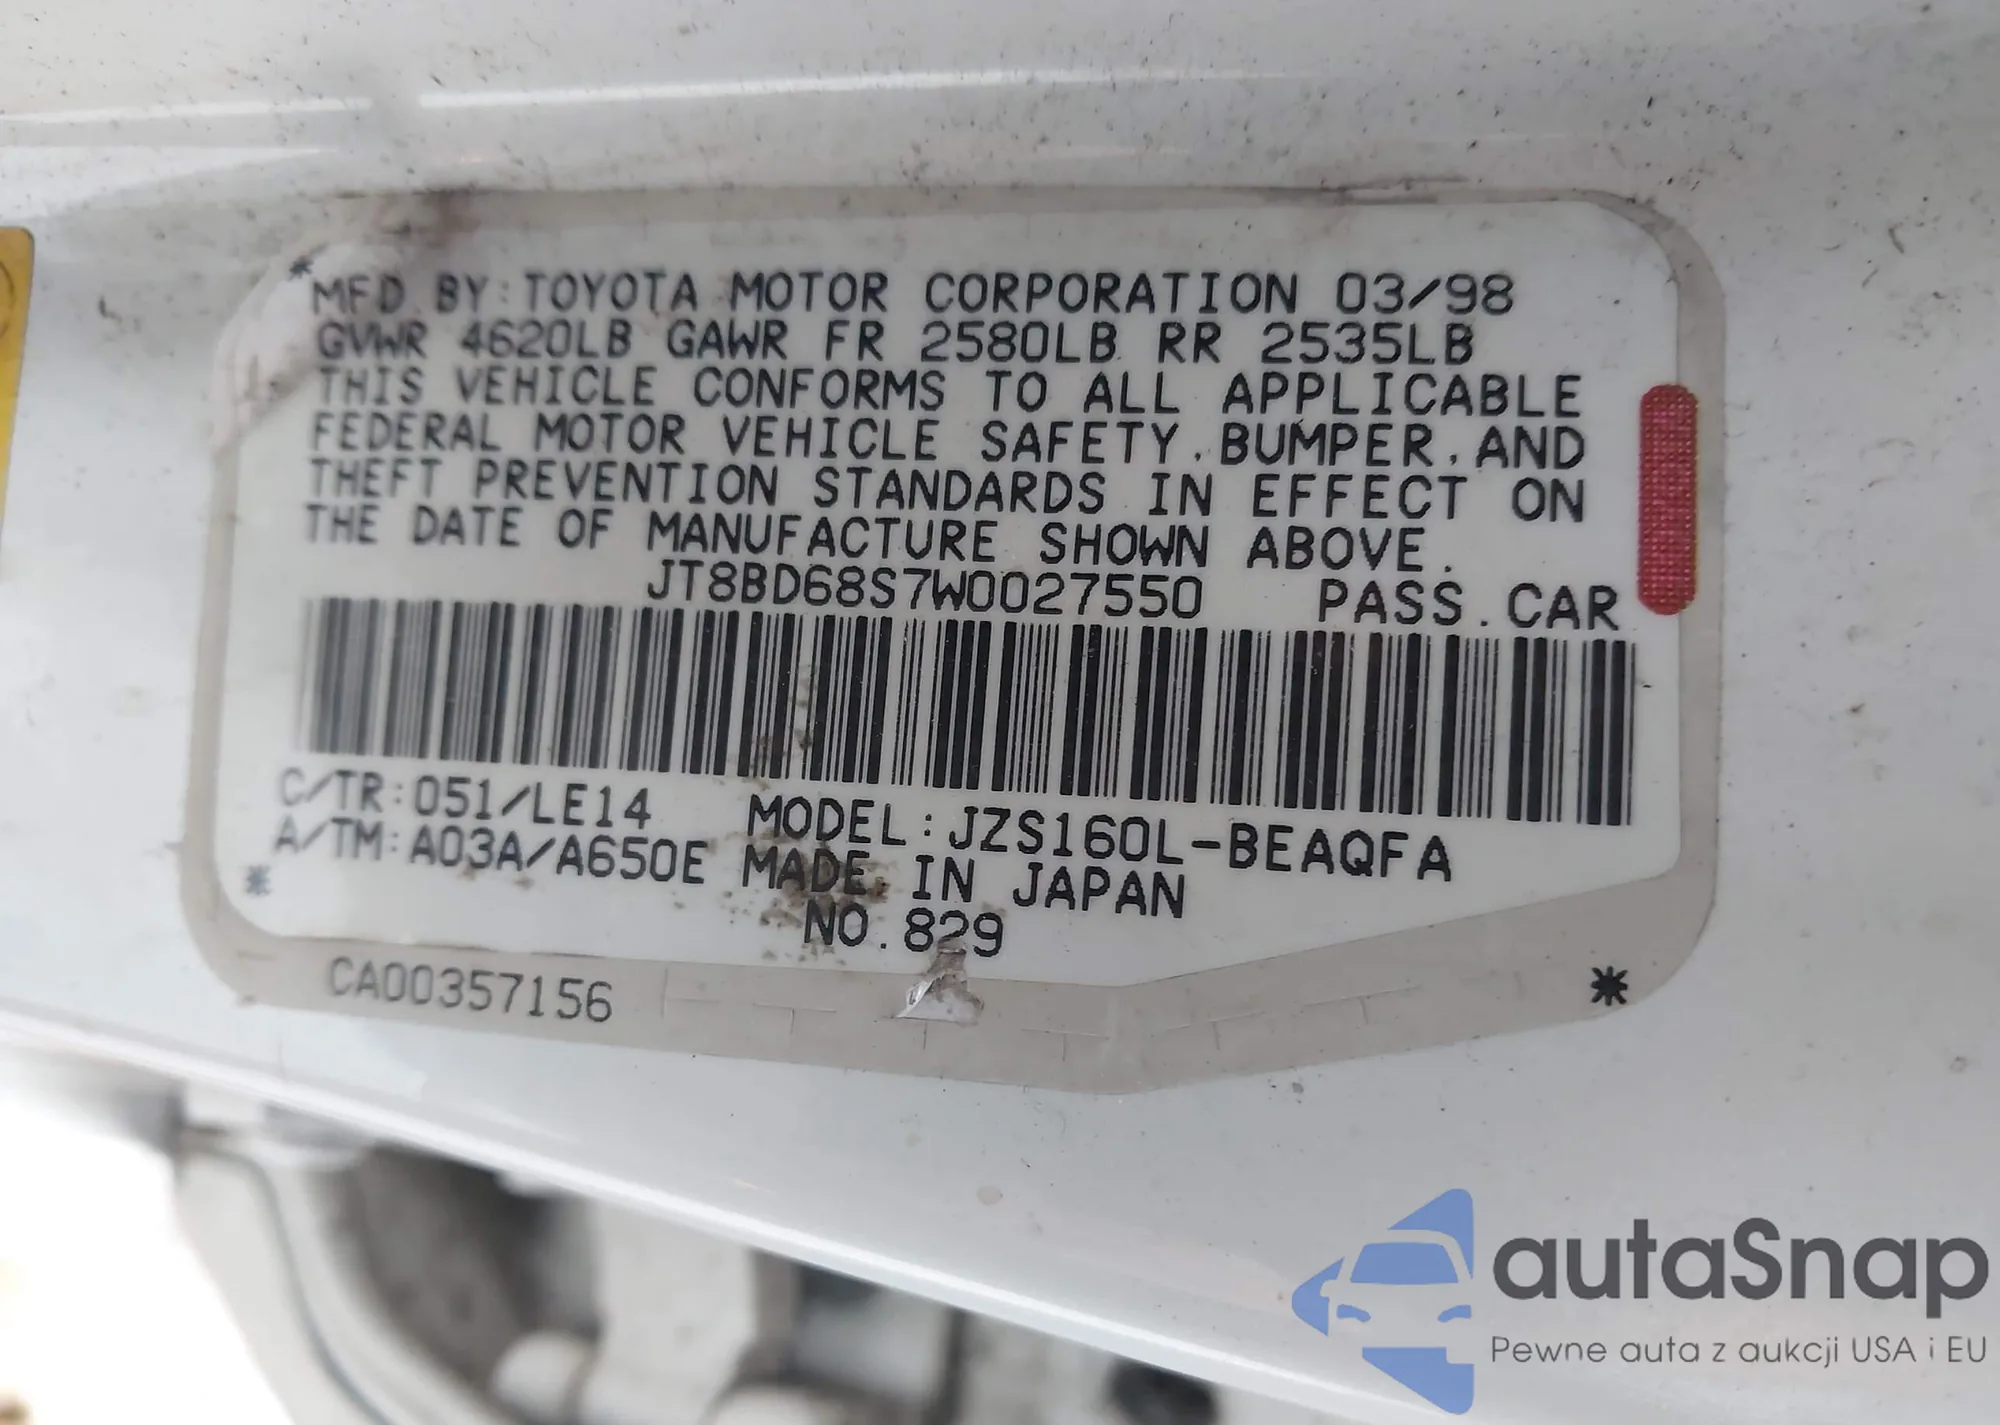 MFD. BY: TOYOTA MOTOR CORPORATION 03/98
GVWR 4620LB GAWR FR 2580LB RR 2535LB
THIS VEHICLE CONFORMS TO ALL APPLICABLE
FEDERAL MOTOR VEHICLE SAFETY, BUMPER, AND
THEFT PREVENTION STANDARDS IN EFFECT ON
THE DATE OF MANUFACTURE SHOWN ABOVE.
JT8BD68S7W0027550 PASS. CAR
C/TR: 051/LE14 MODEL: JZS160L-BEAQFA
A/TM: A03A/A650E MADE IN JAPAN
NO. 829
CA00357156
autaSnap
Pewne auta z aukcji USA i EU